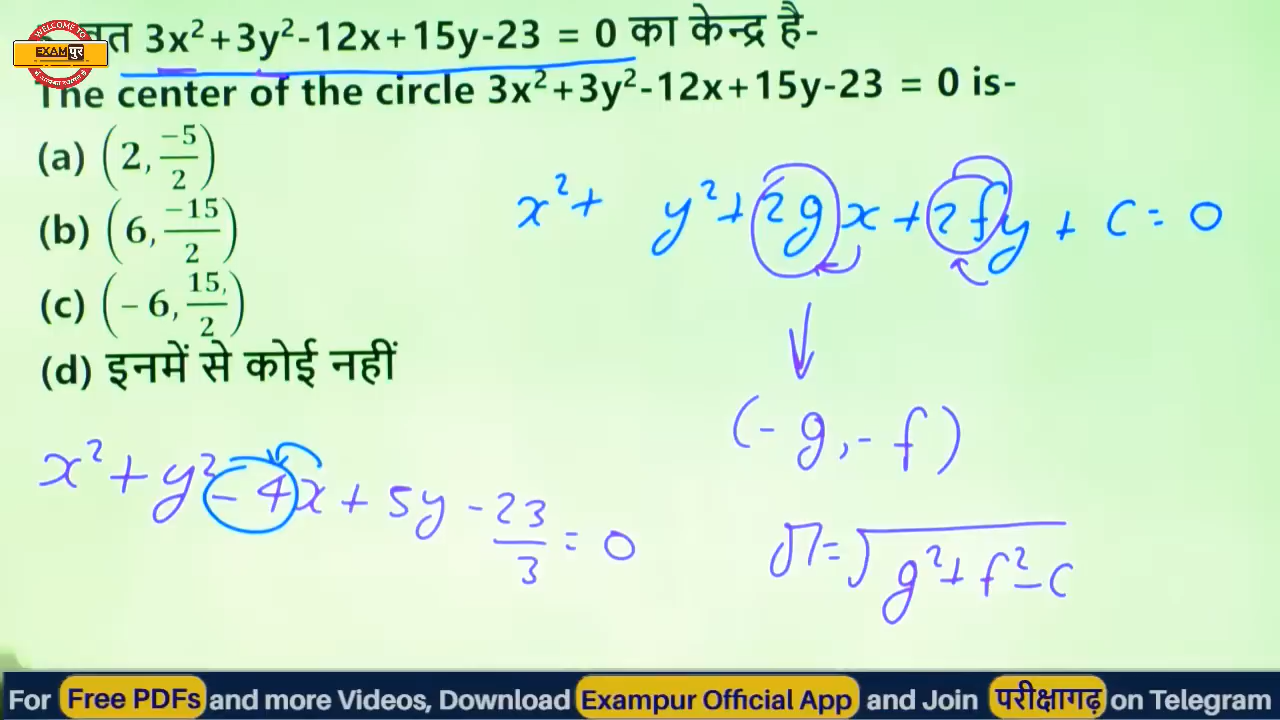 WELCOME TO
EXAMपुर
वृत 3x²+3y²-12x+15y-23 = 0 का केन्द्र है-
The center of the circle 3x²+3y²-12x+15y-23 = 0 is-
(a) (2, -5/2)
(b) (6, -15/2)
(c) (-6, 15,/2)
(d) इनमें से कोई नहीं
x²+ y²+2gx+2fy+c=0
(-g,-f)
x²+y²-4x+5y-23/3=0
r=√g²+f²-c
For Free PDFs and more Videos, Download Exampur Official App and Join परीक्षागढ़ on Telegram